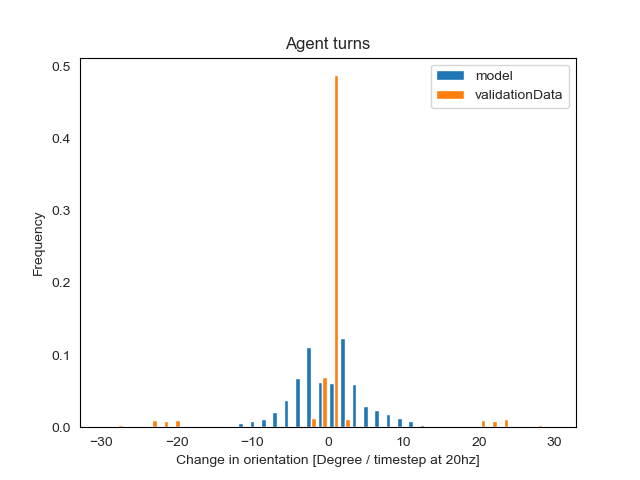 Agent turns
model
validationData
Frequency
0.5
0.4
0.3
0.2
0.1
0.0
−30 −20 −10 0 10 20 30
Change in orientation [Degree / timestep at 20hz]